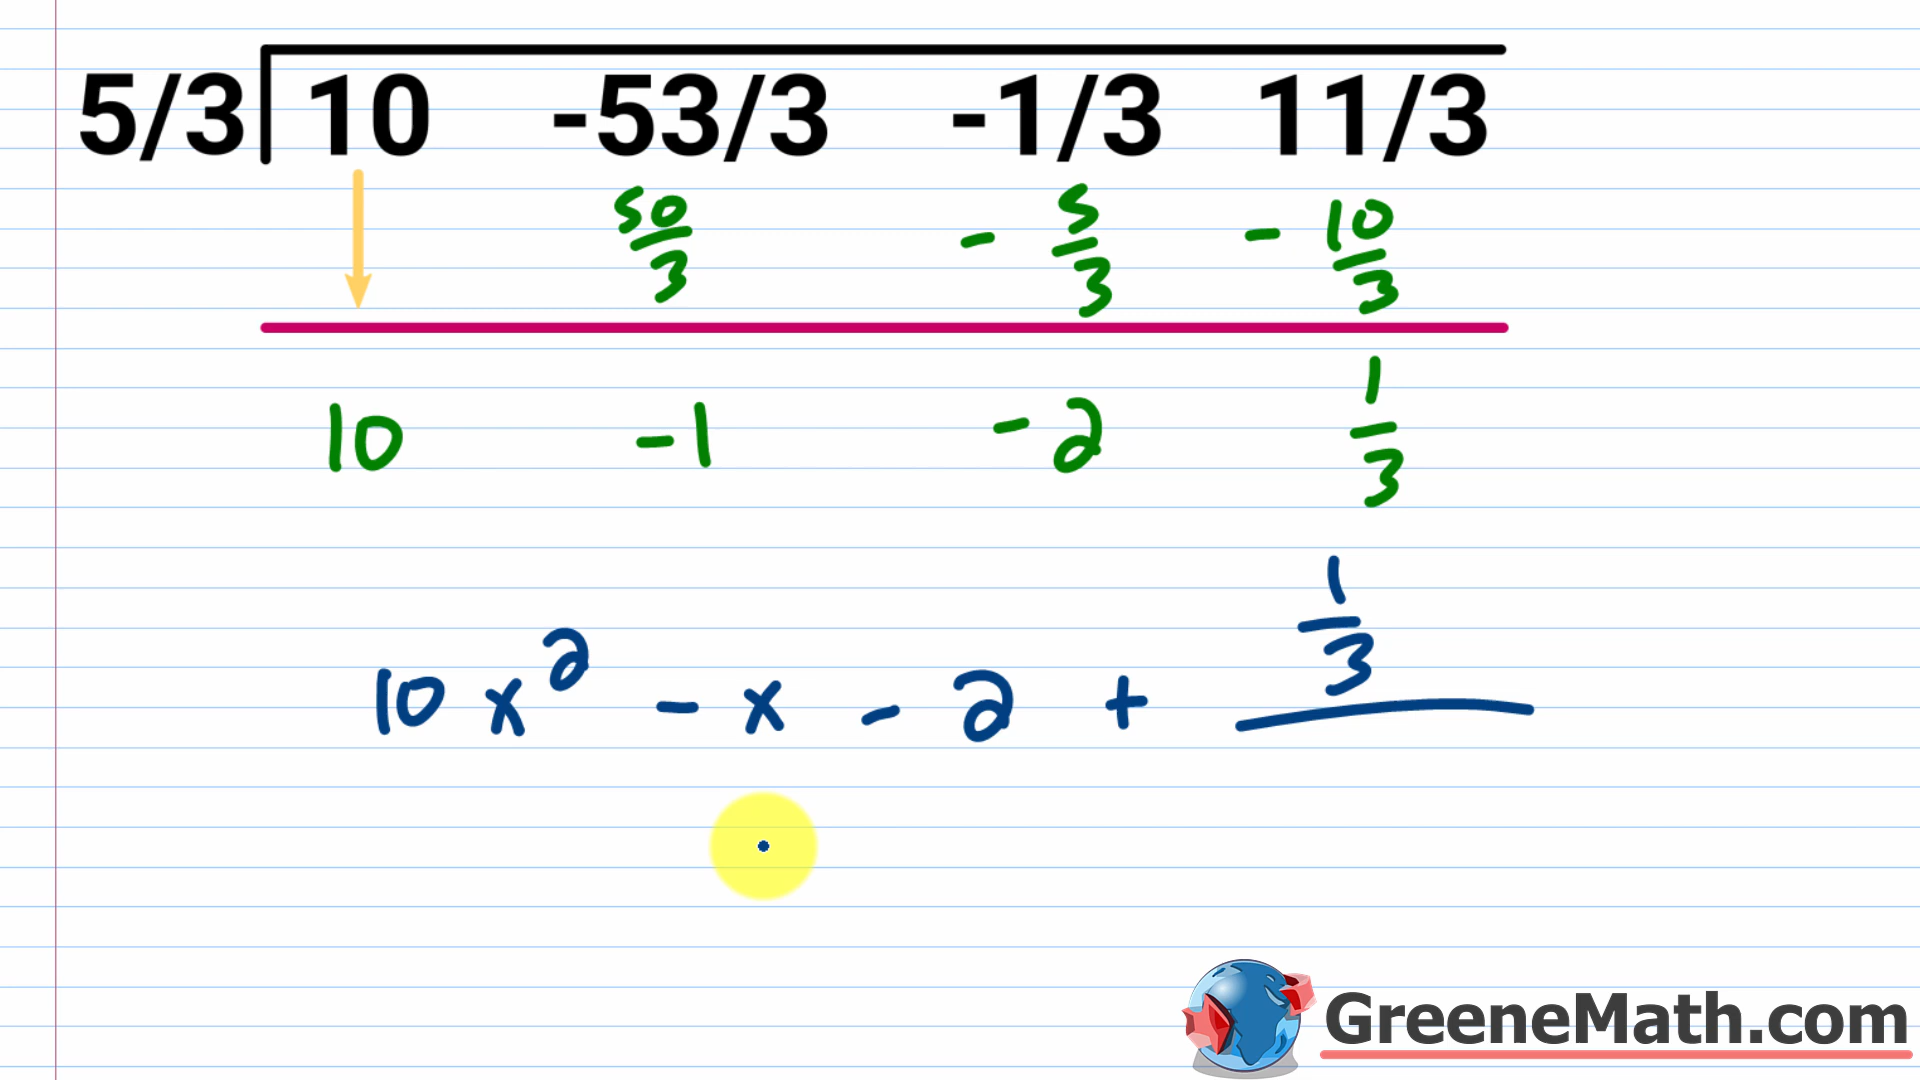 5/3 10 -53/3 -1/3 11/3
50/3 - 5/3 - 10/3
10 -1 -2 1/3
10x² - x - 2 + 1/3
GreeneMath.com